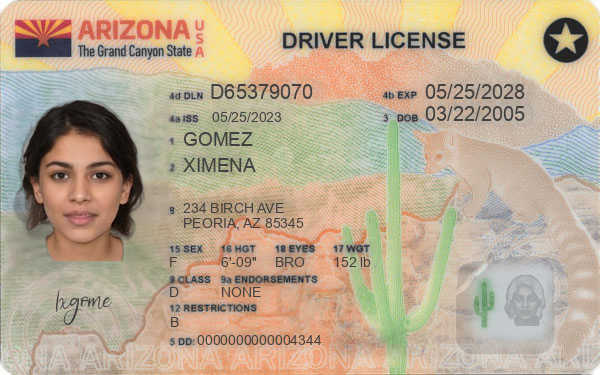 ARIZONA USA
The Grand Canyon State
DRIVER LICENSE
4d DLN D65379070
4b EXP 05/25/2028
4a ISS 05/25/2023
3 DOB 03/22/2005
1 GOMEZ
2 XIMENA
8 234 BIRCH AVE
PEORIA, AZ 85345
15 SEX 16 HGT 18 EYES 17 WGT
F 6'-09" BRO 152 lb
9 CLASS 9a ENDORSEMENTS
D NONE
12 RESTRICTIONS
B
5 DD: 0000000000004344
lxgome
ARIZONA ARIZONA ARIZONA ARIZONA